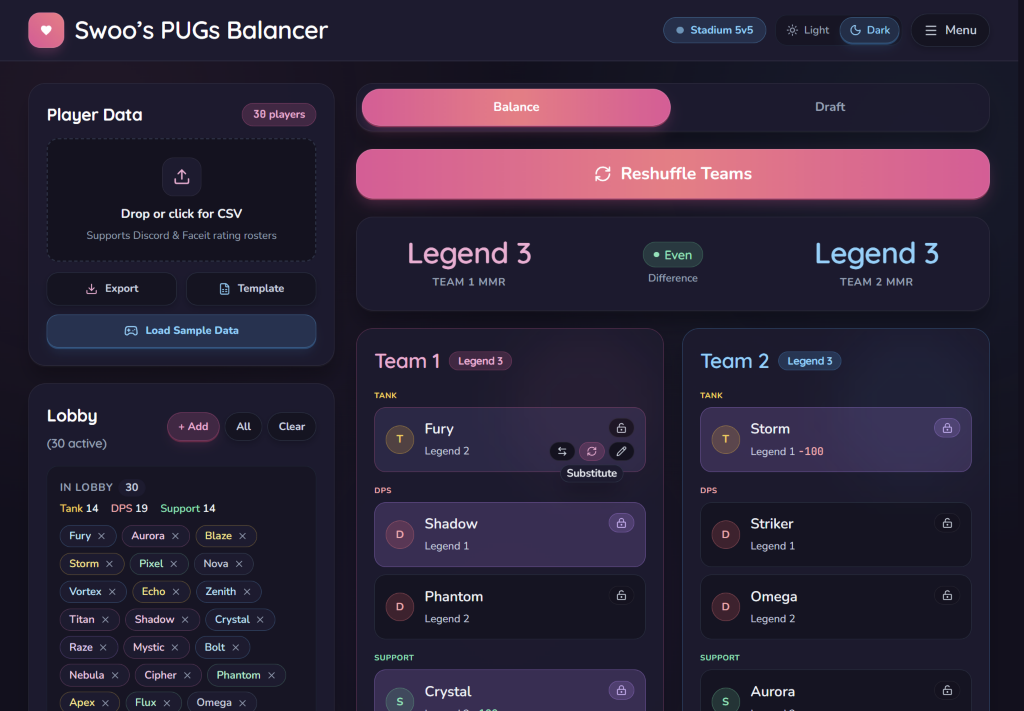 Swoo's PUGs Balancer
Stadium 5v5
Light
Dark
Menu
Player Data
30 players
Drop or click for CSV
Supports Discord & Faceit rating rosters
Export
Template
Load Sample Data
Lobby
(30 active)
+ Add
All
Clear
IN LOBBY 30
Tank 14 DPS 19 Support 14
Fury × Aurora × Blaze ×
Storm × Pixel × Nova ×
Vortex × Echo × Zenith ×
Titan × Shadow × Crystal ×
Raze × Mystic × Bolt ×
Nebula × Cipher × Phantom ×
Apex × Flux × Omega ×
Balance
Draft
Reshuffle Teams
Legend 3
TEAM 1 MMR
Even
Difference
Legend 3
TEAM 2 MMR
Team 1 Legend 3
TANK
T
Fury
Legend 2
Substitute
DPS
D
Shadow
Legend 1
D
Phantom
Legend 2
SUPPORT
S
Crystal
Team 2 Legend 3
TANK
T
Storm
Legend 1 -100
DPS
D
Striker
Legend 1
D
Omega
Legend 2
SUPPORT
S
Aurora